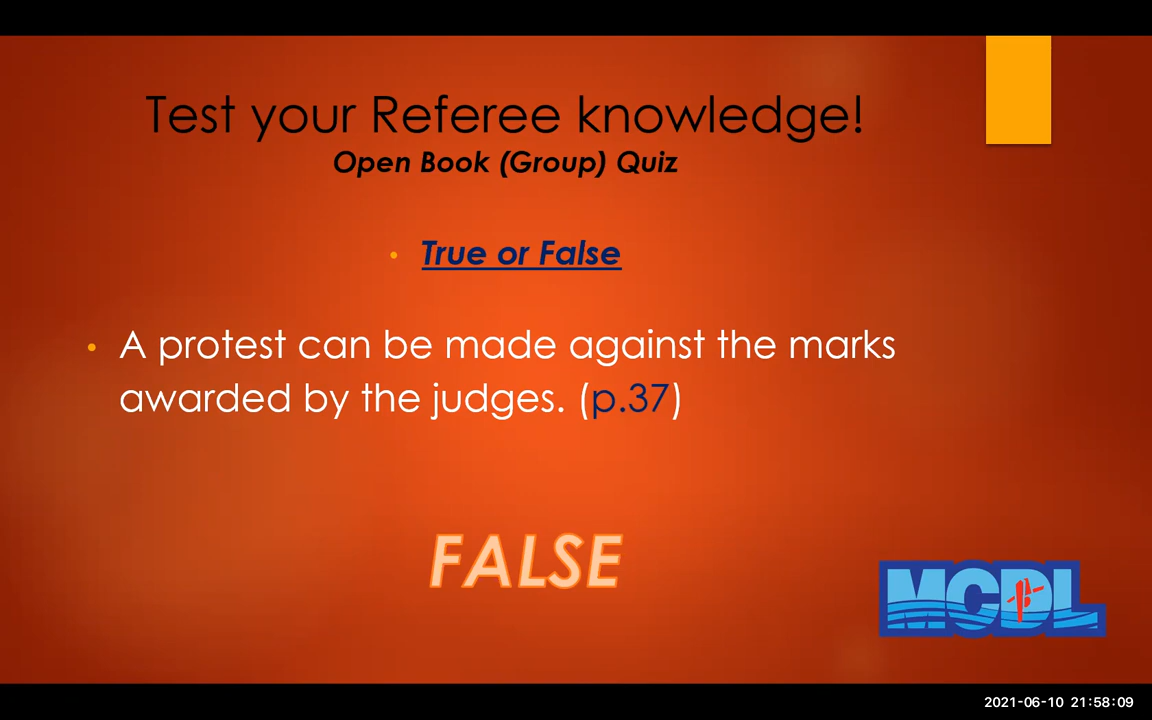 Test your Referee knowledge!
Open Book (Group) Quiz
• True or False
• A protest can be made against the marks
awarded by the judges. (p.37)
FALSE
MCDL
2021-06-10 21:58:09